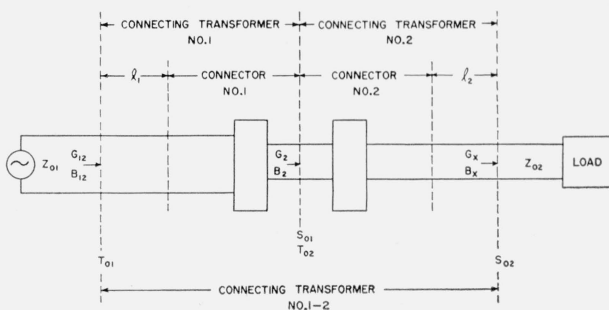 CONNECTING TRANSFORMER NO.1
CONNECTING TRANSFORMER NO.2
ℓ₁
CONNECTOR NO.1
CONNECTOR NO.2
ℓ₂
Z₀₁
G₁₂
B₁₂
G₂
B₂
Gₓ
Bₓ
Z₀₂
LOAD
T₀₁
S₀₁
T₀₂
S₀₂
CONNECTING TRANSFORMER
NO.1-2